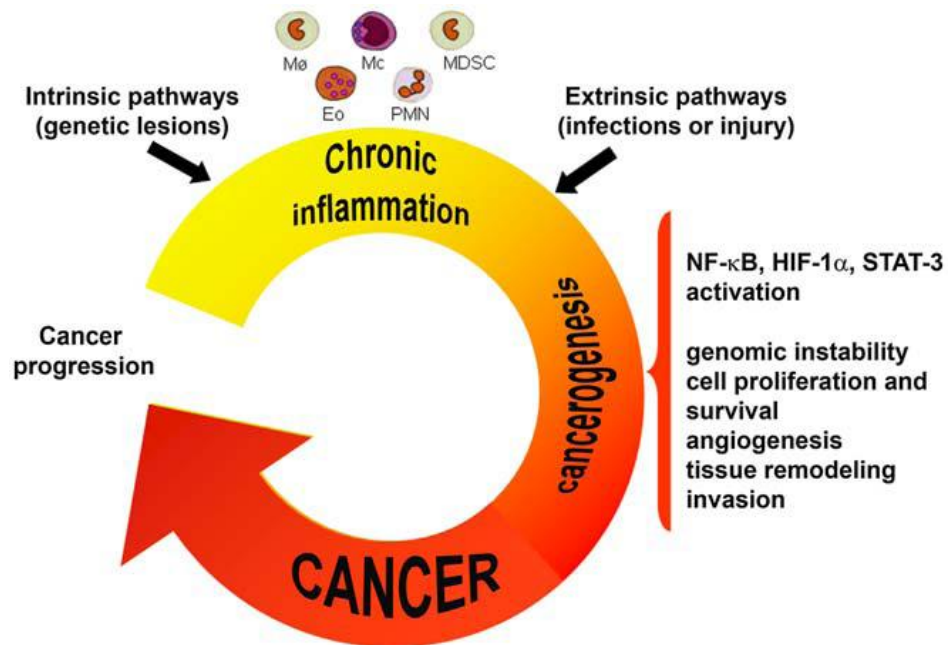 Mø
Mc
MDSC
Eo
PMN
Intrinsic pathways
(genetic lesions)
Extrinsic pathways
(infections or injury)
Chronic
inflammation
cancerogenesis
NF-κB, HIF-1α, STAT-3
activation
genomic instability
cell proliferation and
survival
angiogenesis
tissue remodeling
invasion
CANCER
Cancer
progression